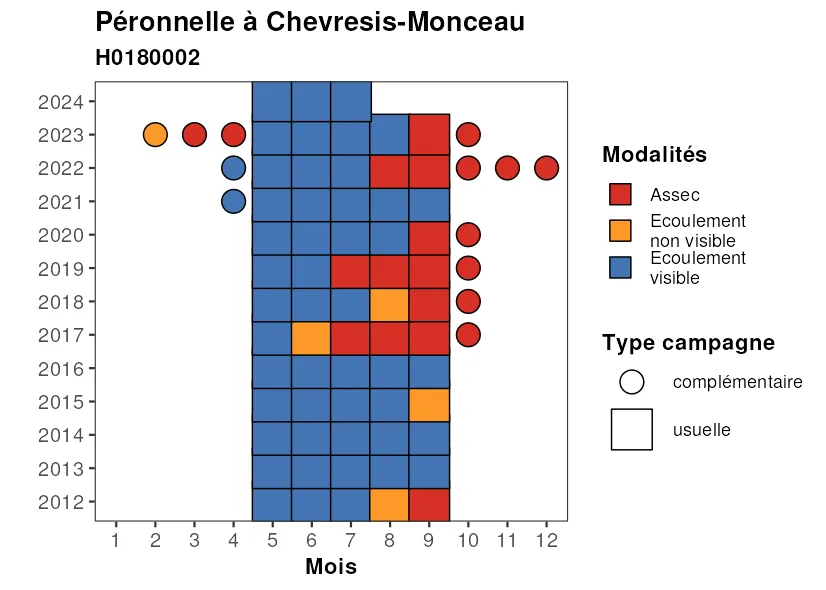 Péronnelle à Chevresis-Monceau
H0180002
2024
2023
2022
2021
2020
2019
2018
2017
2016
2015
2014
2013
2012
1 2 3 4 5 6 7 8 9 10 11 12
Mois
Modalités
Assec
Ecoulement
non visible
Ecoulement
visible
Type campagne
complémentaire
usuelle